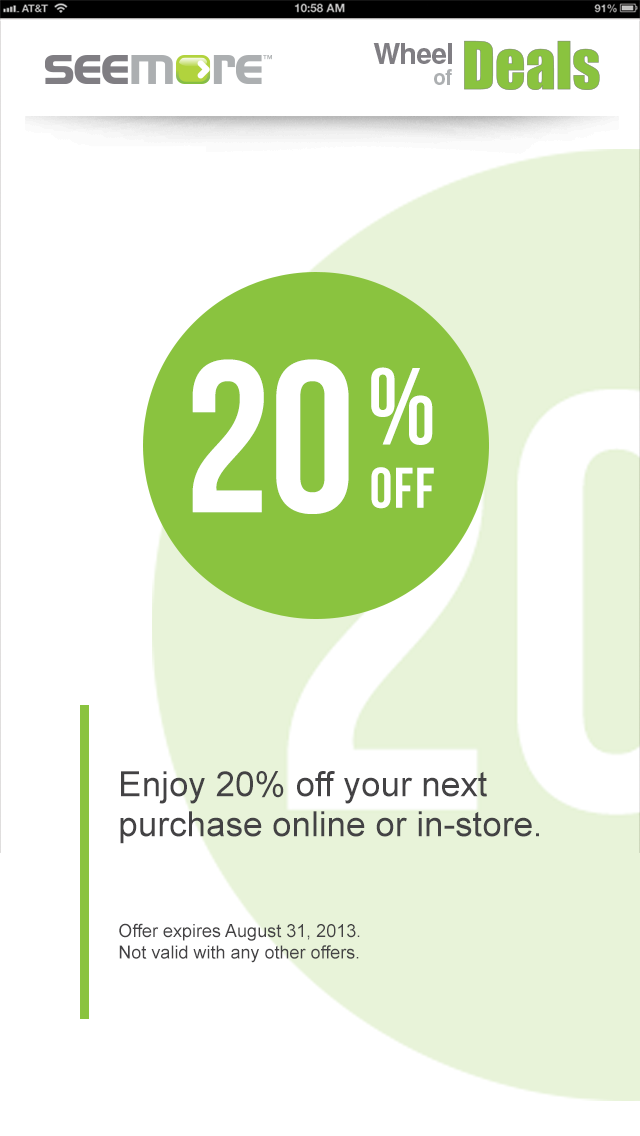 AT&T 10:58 AM 91%
SEEMORE™ Wheel of Deals
20% OFF
20
Enjoy 20% off your next
purchase online or in-store.
Offer expires August 31, 2013.
Not valid with any other offers.